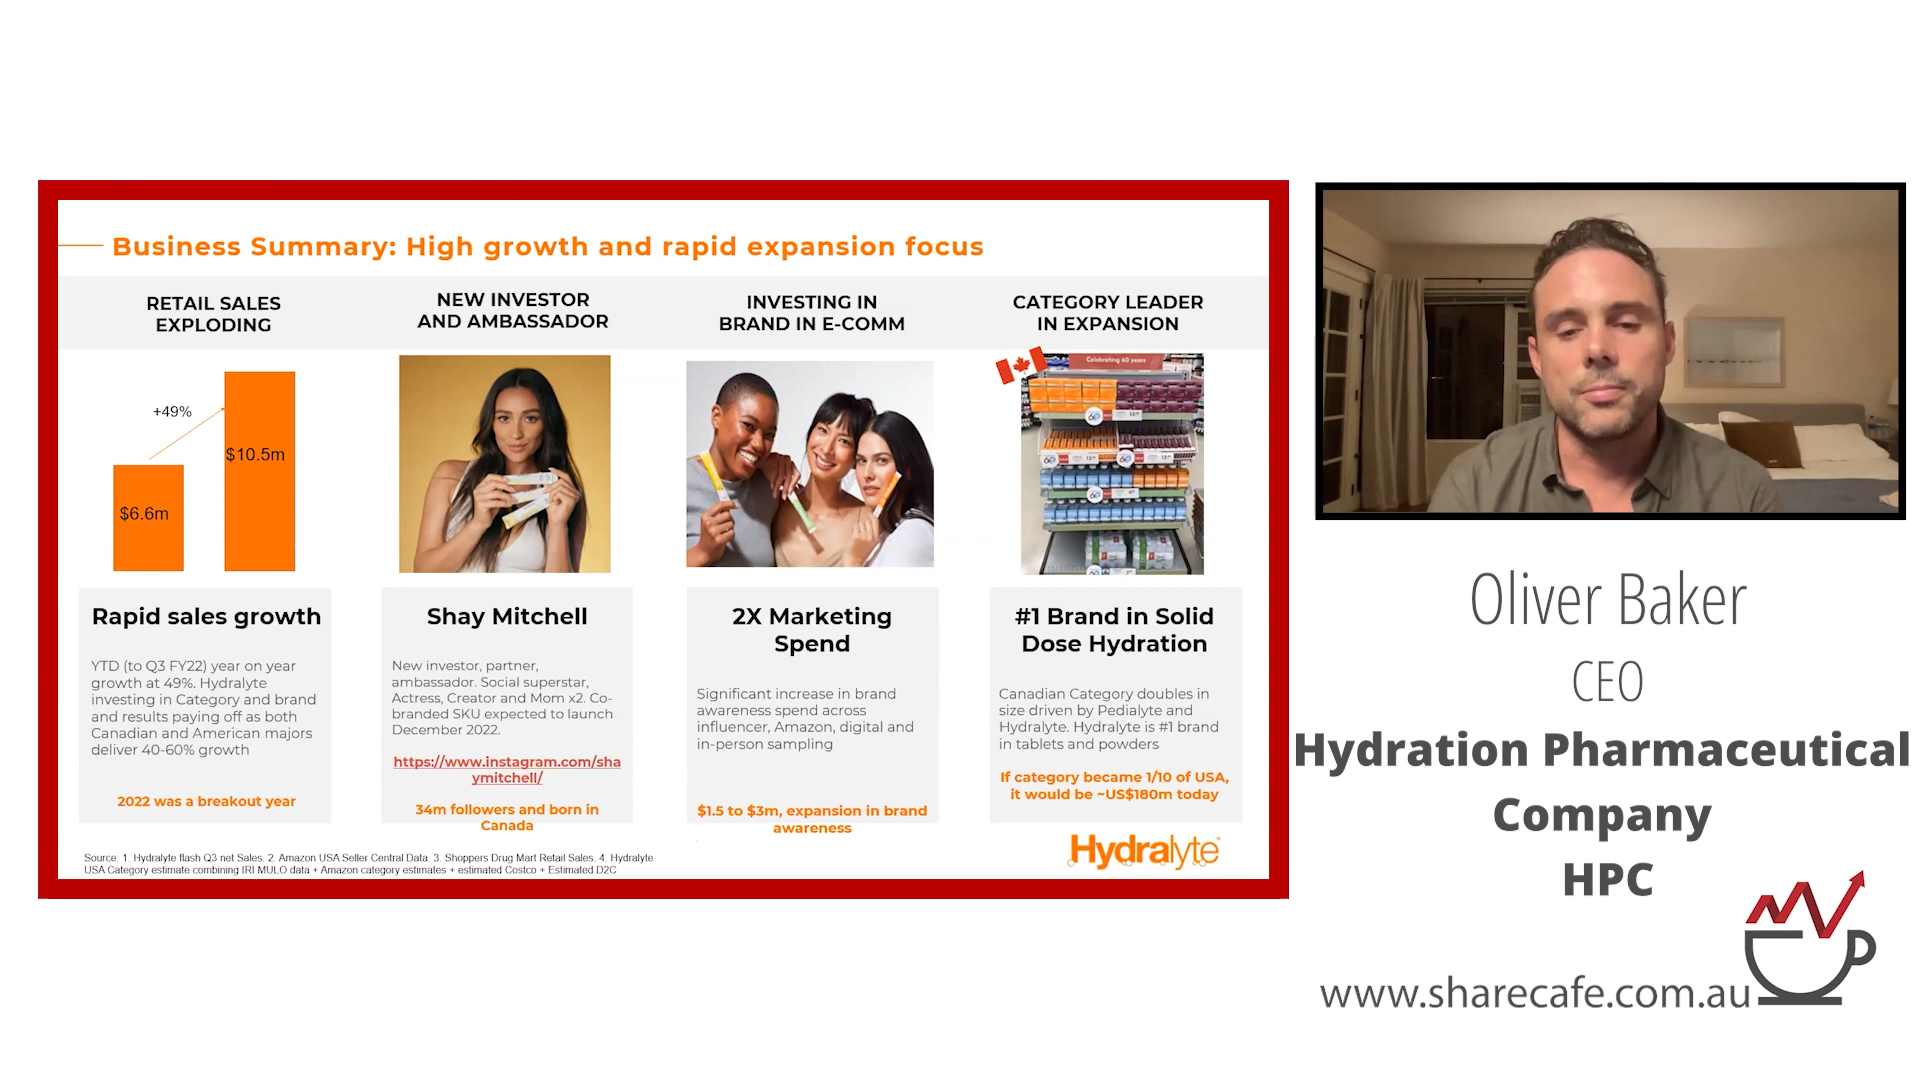 Business Summary: High growth and rapid expansion focus
RETAIL SALES
EXPLODING
+49%
$10.5m
$6.6m
Rapid sales growth
YTD (to Q3 FY22) year on year
growth at 49%. Hydralyte
investing in Category and brand
and results paying off as both
Canadian and American majors
deliver 40-60% growth
2022 was a breakout year
NEW INVESTOR
AND AMBASSADOR
Shay Mitchell
New investor, partner,
ambassador. Social superstar,
Actress, Creator and Mom x2. Co-
branded SKU expected to launch
December 2022.
https://www.instagram.com/sha
ymitchell/
34m followers and born in
Canada
INVESTING IN
BRAND IN E-COMM
2X Marketing
Spend
Significant increase in brand
awareness spend across
influencer, Amazon, digital and
in-person sampling
$1.5 to $3m, expansion in brand
awareness
CATEGORY LEADER
IN EXPANSION
Celebrating 60 years
#1 Brand in Solid
Dose Hydration
Canadian Category doubles in
size driven by Pedialyte and
Hydralyte. Hydralyte is #1 brand
in tablets and powders
If category became 1/10 of USA,
it would be ~US$180m today
Hydralyte
Source: 1. Hydralyte flash Q3 net Sales. 2. Amazon USA Seller Central Data. 3. Shoppers Drug Mart Retail Sales. 4. Hydralyte
USA Category estimate combining IRI MULO data + Amazon category estimates + estimated Costco + Estimated D2C
Oliver Baker
CEO
Hydration Pharmaceutical
Company
HPC
www.sharecafe.com.au